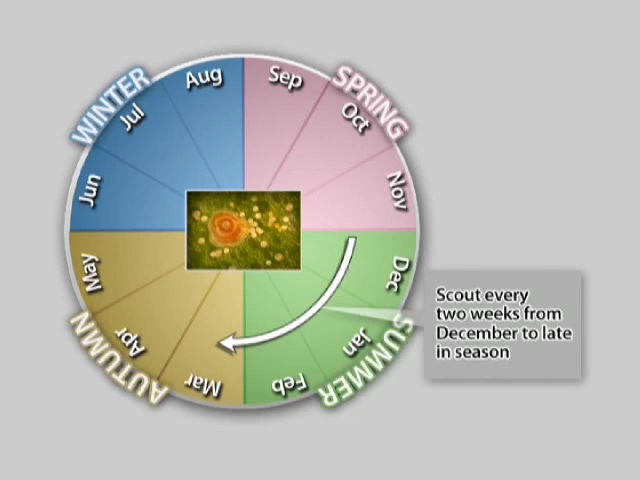 WINTER
SPRING
SUMMER
AUTUMN
Aug
Sep
Oct
Nov
Dec
Jan
Feb
Mar
Apr
May
Jun
Jul
Scout every
two weeks from
December to late
in season